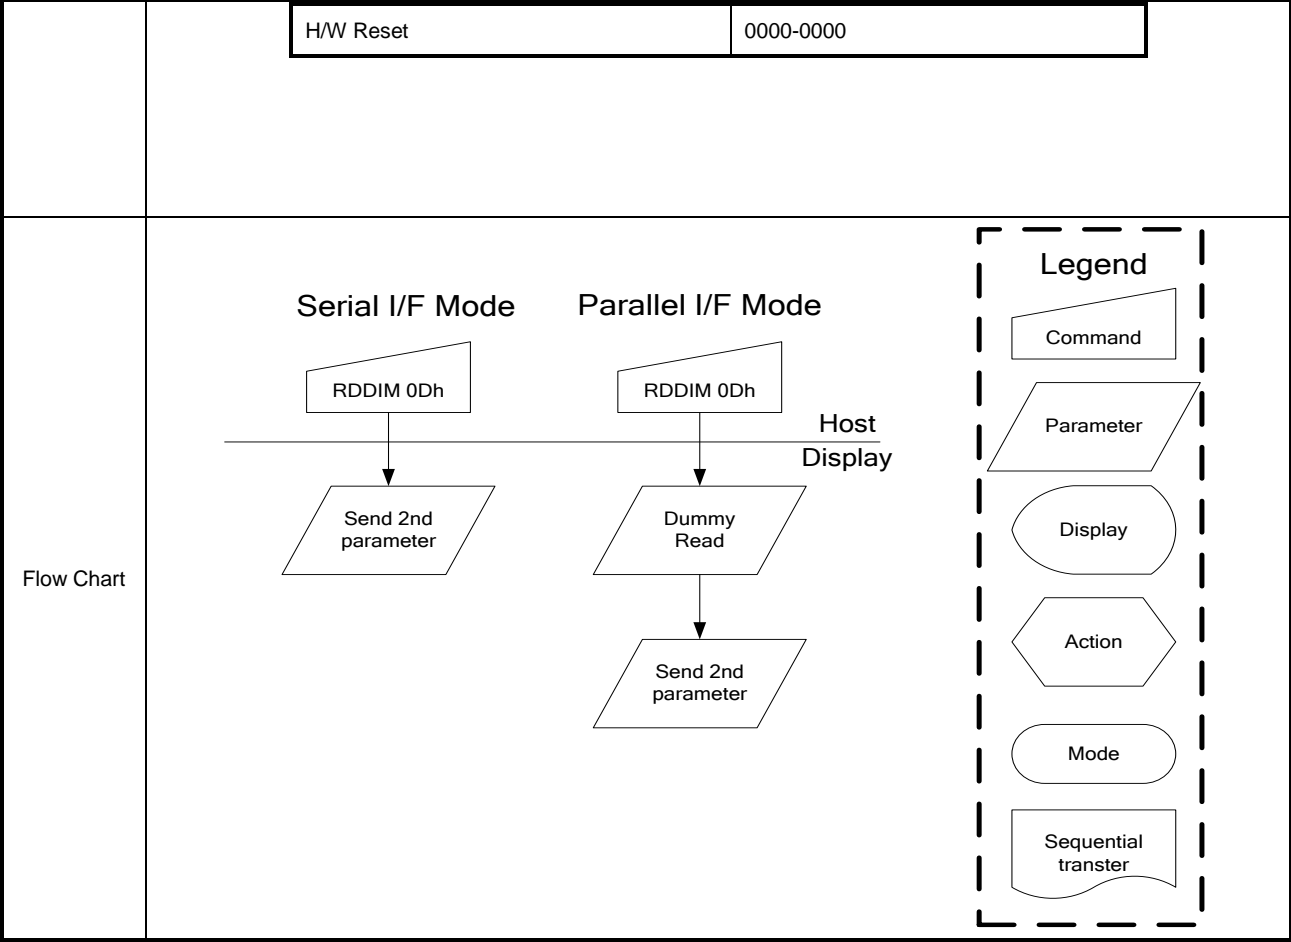 H/W Reset
0000-0000
Flow Chart
Serial I/F Mode
Parallel I/F Mode
RDDIM 0Dh
RDDIM 0Dh
Host
Display
Send 2nd
parameter
Dummy
Read
Send 2nd
parameter
Legend
Command
Parameter
Display
Action
Mode
Sequential
transter